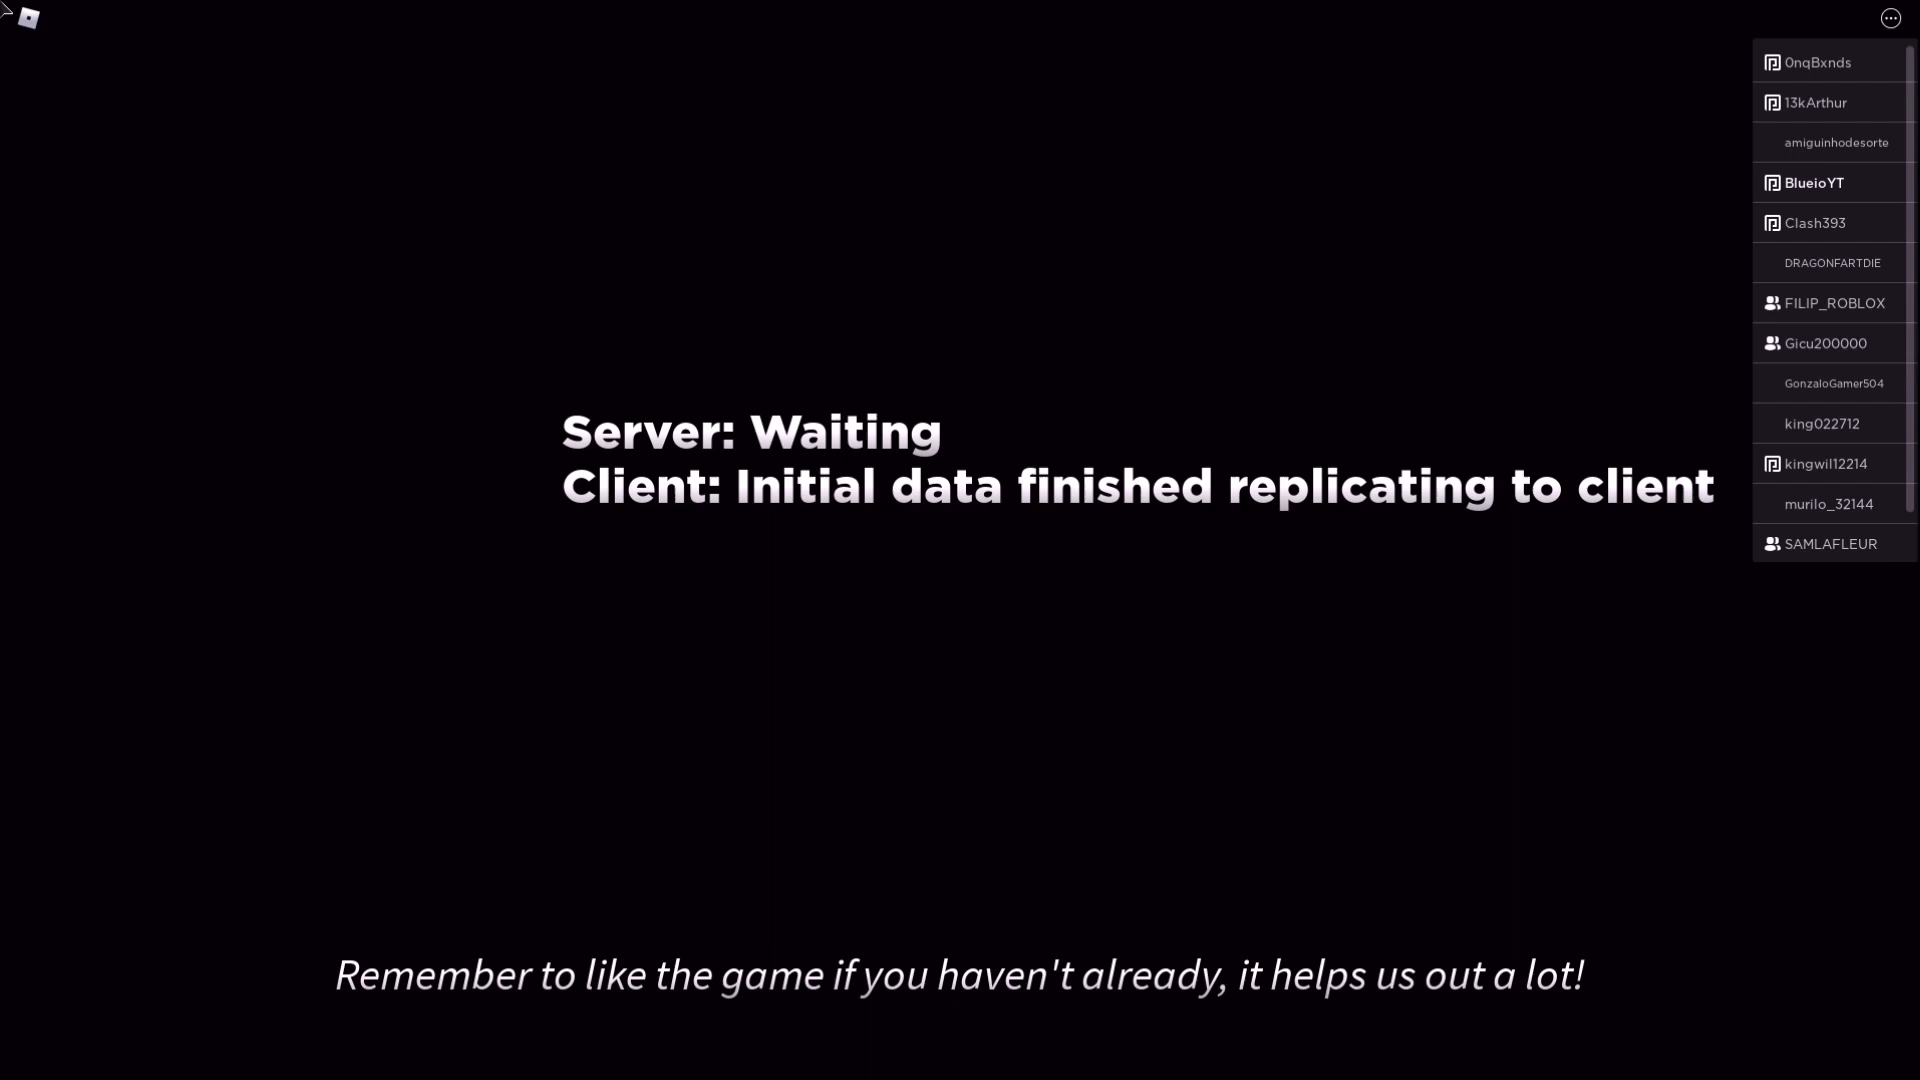 0nqBxnds
13kArthur
amiguinhodesorte
BlueioYT
Clash393
DRAGONFARTDIE
FILIP_ROBLOX
Gicu200000
GonzaloGamer504
king022712
kingwil12214
murilo_32144
SAMLAFLEUR
Server: Waiting
Client: Initial data finished replicating to client
Remember to like the game if you haven't already, it helps us out a lot!